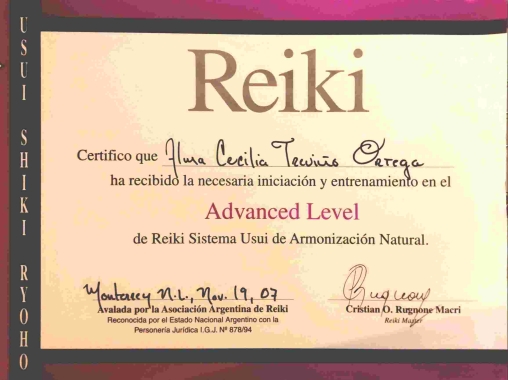 USUI SHIKI RYOHO
Reiki
Certifico que Alma Cecilia Treviño Ortega
ha recibido la necesaria iniciación y entrenamiento en el
Advanced Level
de Reiki Sistema Usui de Armonización Natural.
Monterrey N.L., Nov. 19, 07
Avalada por la Asociación Argentina de Reiki
Reconocida por el Estado Nacional Argentino con la
Personería Jurídica I.G.J. Nº 878/94
Rugnone
Cristian O. Rugnone Macri
Reiki Master